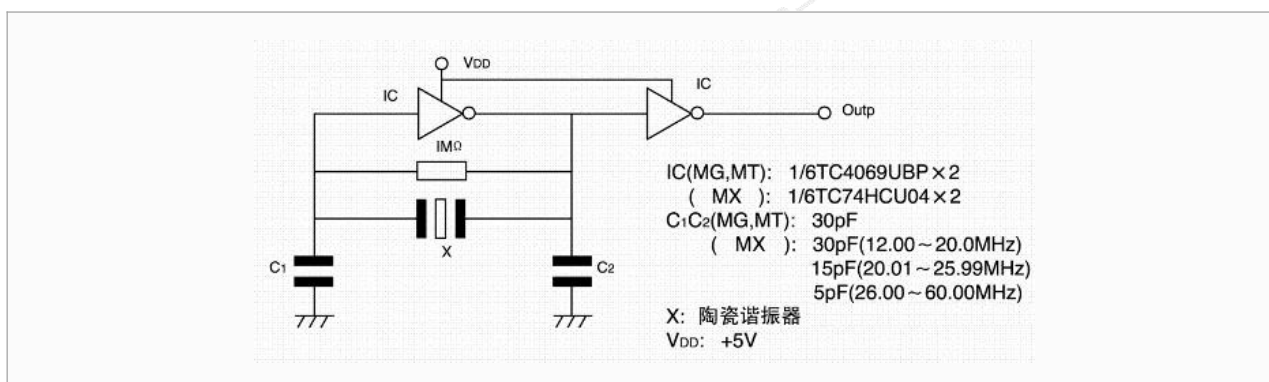 VDD
IC
IC
Outp
IMΩ
X
C1
C2
IC(MG,MT): 1/6TC4069UBP×2
( MX ): 1/6TC74HCU04×2
C1C2(MG,MT): 30pF
( MX ): 30pF(12.00~20.0MHz)
15pF(20.01~25.99MHz)
5pF(26.00~60.00MHz)
X: 陶瓷谐振器
VDD: +5V